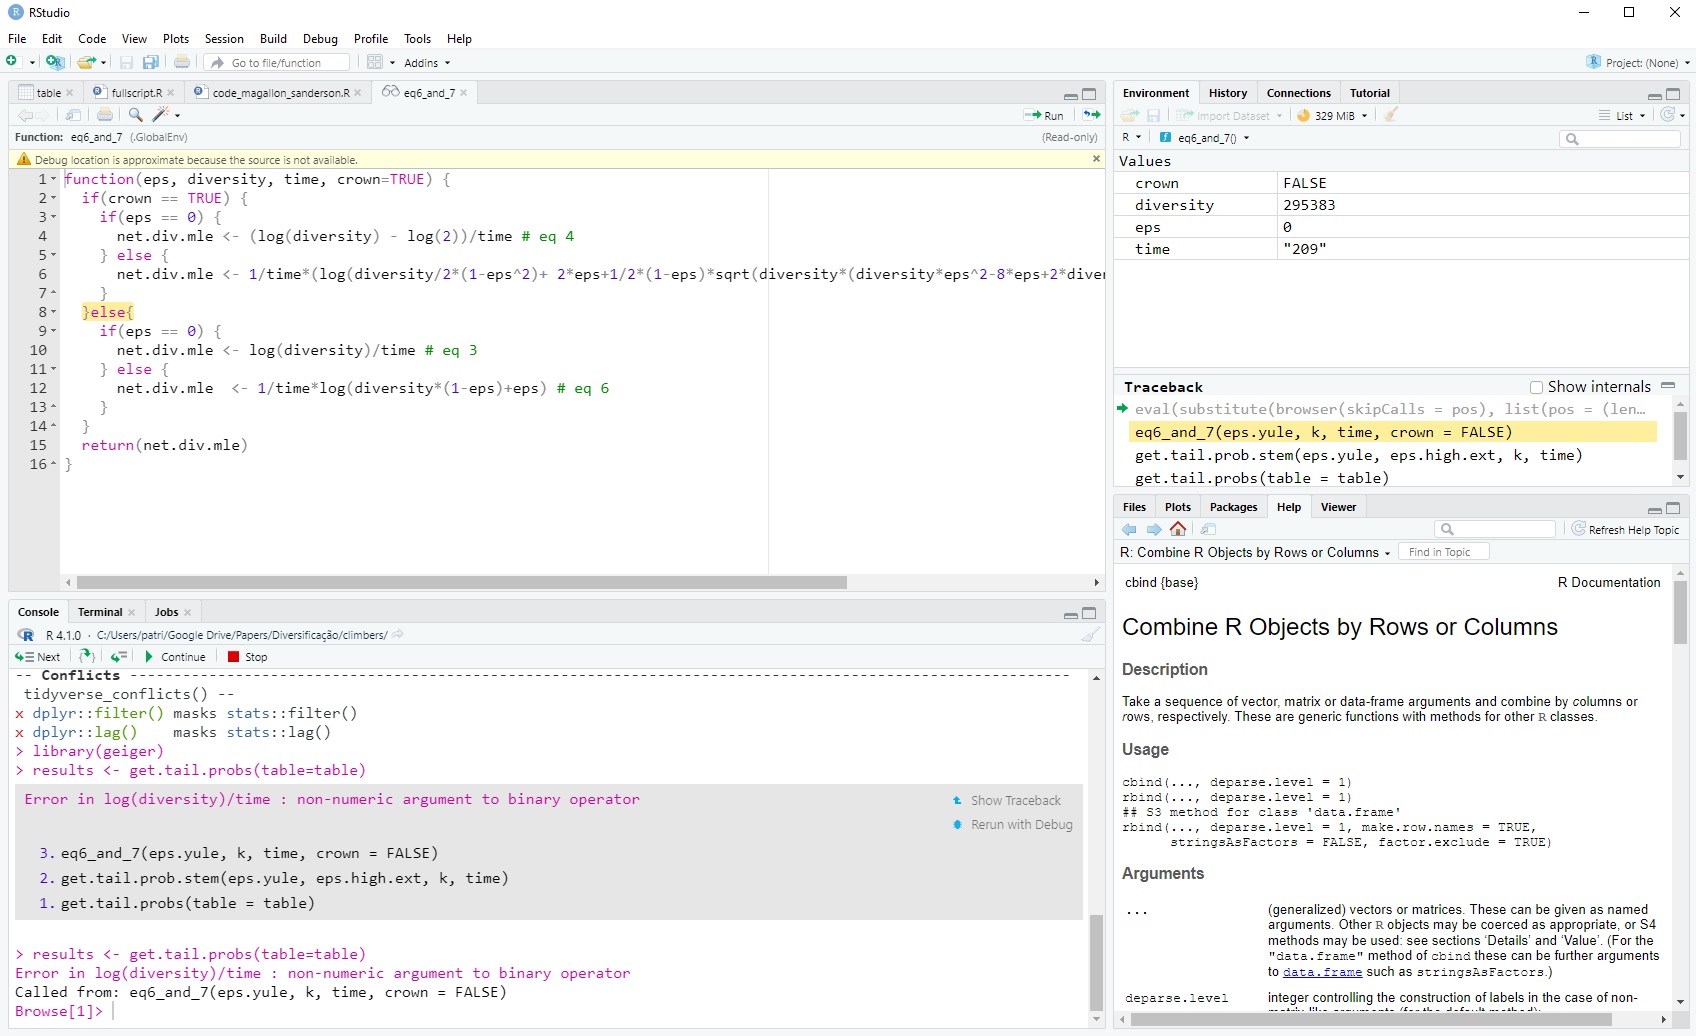 RStudio
File Edit Code View Plots Session Build Debug Profile Tools Help
Go to file/function Addins Project: (None)
table fullscript.R code_magallon_sanderson.R eq6_and_7
Run
Function: eq6_and_7 (.GlobalEnv) (Read-only)
Debug location is approximate because the source is not available.
1 function(eps, diversity, time, crown=TRUE) {
2 if(crown == TRUE) {
3 if(eps == 0) {
4 net.div.mle <- (log(diversity) - log(2))/time # eq 4
5 } else {
6 net.div.mle <- 1/time*(log(diversity/2*(1-eps^2)+ 2*eps+1/2*(1-eps)*sqrt(diversity*(diversity*eps^2-8*eps+2*diver
7 }
8 }else{
9 if(eps == 0) {
10 net.div.mle <- log(diversity)/time # eq 3
11 } else {
12 net.div.mle <- 1/time*log(diversity*(1-eps)+eps) # eq 6
13 }
14 }
15 return(net.div.mle)
16 }
Console Terminal Jobs
R 4.1.0 · C:/Users/patri/Google Drive/Papers/Diversificação/climbers/
Next Continue Stop
-- Conflicts ------------------------------------------------------------------------------------------------------------
tidyverse_conflicts() --
x dplyr::filter() masks stats::filter()
x dplyr::lag() masks stats::lag()
> library(geiger)
> results <- get.tail.probs(table=table)
Error in log(diversity)/time : non-numeric argument to binary operator
Show Traceback
Rerun with Debug
3. eq6_and_7(eps.yule, k, time, crown = FALSE)
2. get.tail.prob.stem(eps.yule, eps.high.ext, k, time)
1. get.tail.probs(table = table)
> results <- get.tail.probs(table=table)
Error in log(diversity)/time : non-numeric argument to binary operator
Called from: eq6_and_7(eps.yule, k, time, crown = FALSE)
Browse[1]>
Environment History Connections Tutorial
Import Dataset 329 MiB List
R eq6_and_7()
Values
crown FALSE
diversity 295383
eps 0
time "209"
Traceback Show internals
eval(substitute(browser(skipCalls = pos), list(pos = (len…
eq6_and_7(eps.yule, k, time, crown = FALSE)
get.tail.prob.stem(eps.yule, eps.high.ext, k, time)
get.tail.probs(table = table)
Files Plots Packages Help Viewer
Refresh Help Topic
R: Combine R Objects by Rows or Columns Find in Topic
cbind {base} R Documentation
Combine R Objects by Rows or Columns
Description
Take a sequence of vector, matrix or data-frame arguments and combine by columns or
rows, respectively. These are generic functions with methods for other R classes.
Usage
cbind(..., deparse.level = 1)
rbind(..., deparse.level = 1)
## S3 method for class 'data.frame'
rbind(..., deparse.level = 1, make.row.names = TRUE,
stringsAsFactors = FALSE, factor.exclude = TRUE)
Arguments
... (generalized) vectors or matrices. These can be given as named
arguments. Other R objects may be coerced as appropriate, or S4
methods may be used: see sections ‘Details’ and ‘Value’. (For the
"data.frame" method of cbind these can be further arguments
to data.frame such as stringsAsFactors.)
deparse.level integer controlling the construction of labels in the case of non-
matrix-like arguments (for the default method):